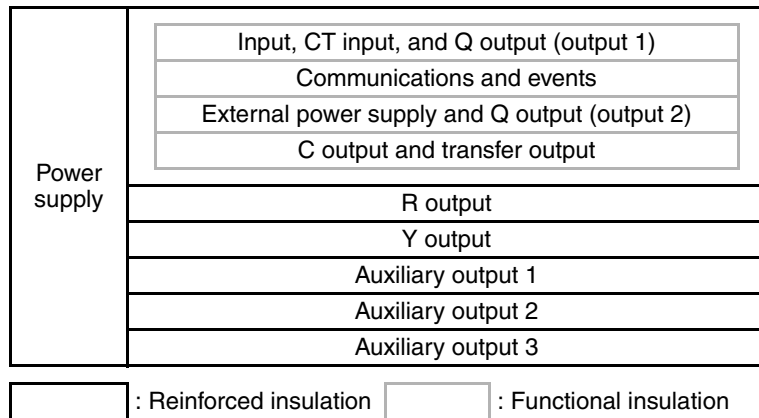 Input, CT input, and Q output (output 1)
Communications and events
External power supply and Q output (output 2)
C output and transfer output
Power
supply
R output
Y output
Auxiliary output 1
Auxiliary output 2
Auxiliary output 3
: Reinforced insulation
: Functional insulation